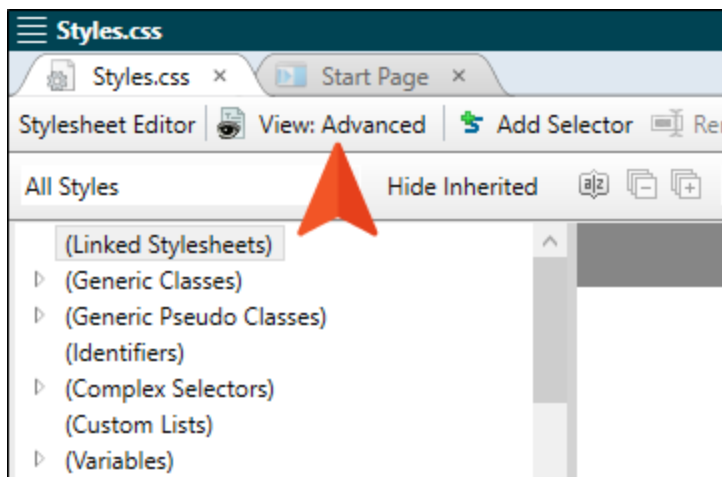 Styles.css
Styles.css × Start Page ×
Stylesheet Editor View: Advanced Add Selector
All Styles Hide Inherited a|z
(Linked Stylesheets)
(Generic Classes)
(Generic Pseudo Classes)
(Identifiers)
(Complex Selectors)
(Custom Lists)
(Variables)